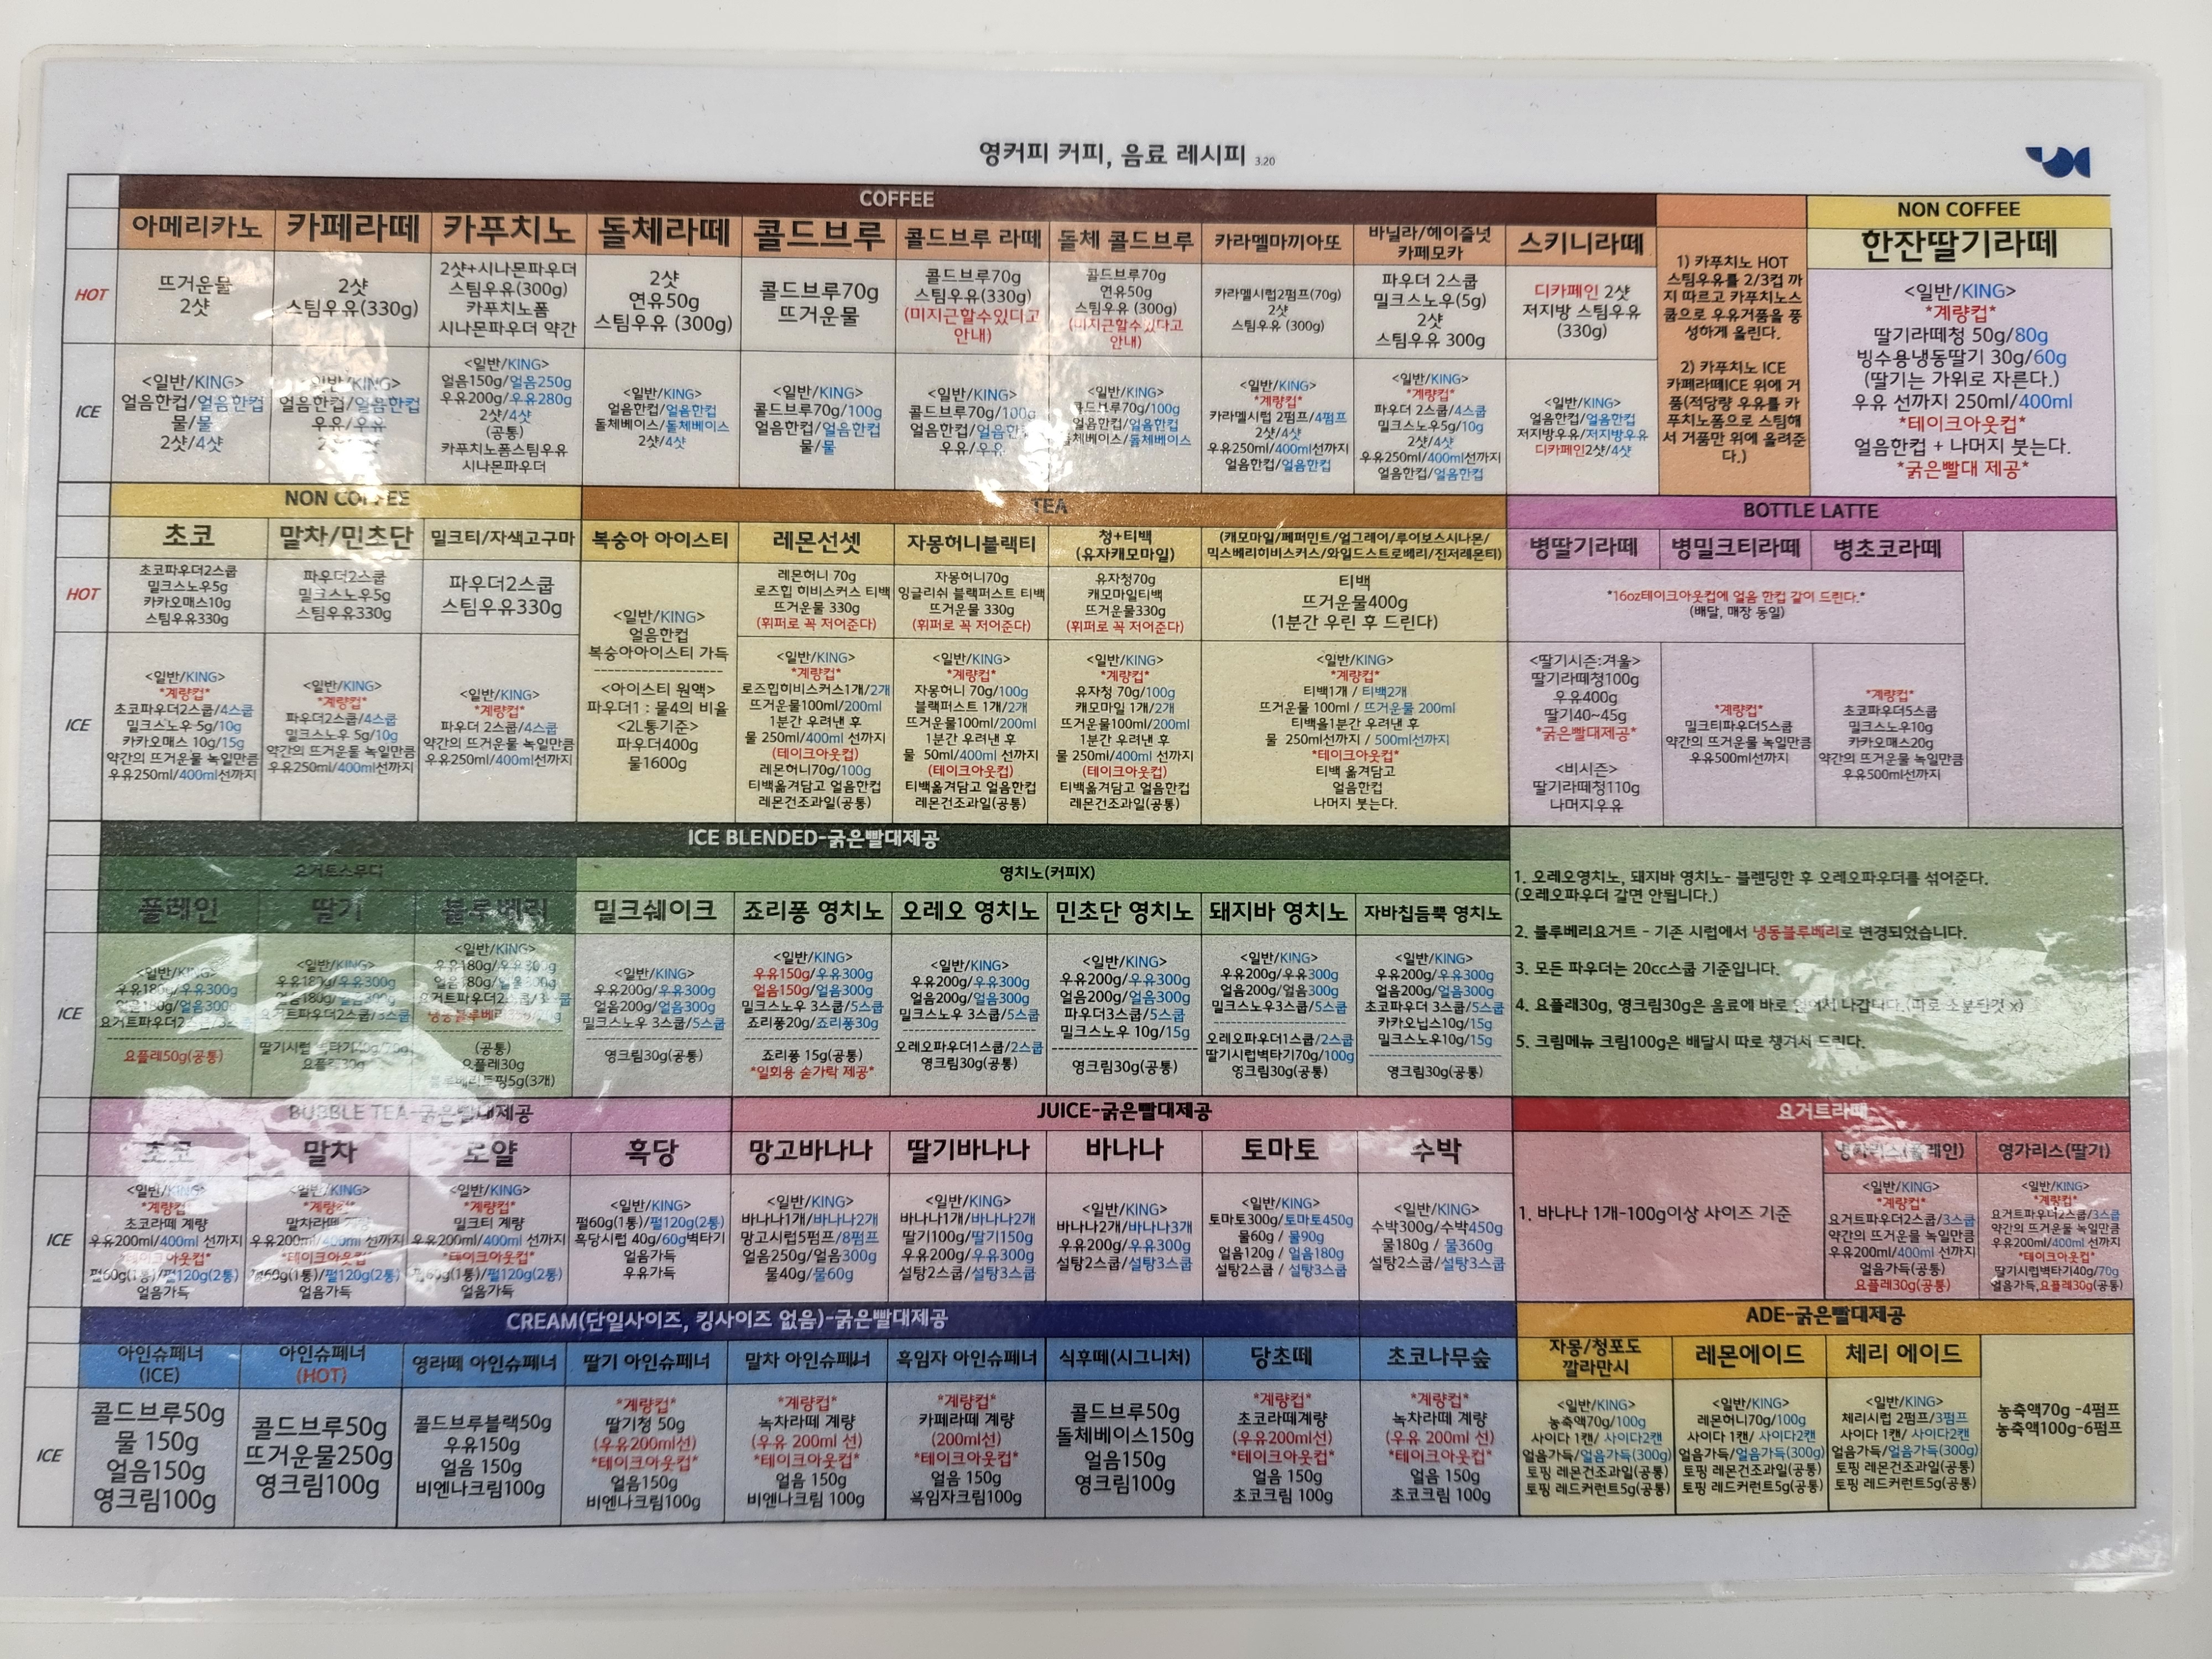 영커피 커피, 음료 레시피 3.20
COFFEE
아메리카노
카페라떼
카푸치노
돌체라떼
콜드브루
콜드브루 라떼
돌체 콜드브루
카라멜마끼아또
바닐라/헤이즐넛
카페모카
스키니라떼
HOT
뜨거운물
2샷
2샷
스팀우유(330g)
2샷+시나몬파우더
스팀우유(300g)
카푸치노폼
시나몬파우더 약간
2샷
연유50g
스팀우유 (300g)
콜드브루70g
뜨거운물
콜드브루70g
스팀우유(330g)
(미지근할수있다고
안내)
콜드브루70g
연유50g
스팀우유 (300g)
(미지근할수있다고
안내)
카라멜시럽2펌프(70g)
2샷
스팀우유 (300g)
파우더 2스쿱
밀크스노우(5g)
2샷
스팀우유 300g
디카페인 2샷
저지방 스팀우유
(330g)
ICE
<일반/KING>
얼음한컵/얼음한컵
물/물
2샷/4샷
<일반/KING>
얼음한컵/얼음한컵
우유/우유
<일반/KING>
얼음150g/얼음250g
우유200g/우유280g
2샷/4샷
(공통)
카푸치노폼스팀우유
시나몬파우더
<일반/KING>
얼음한컵/얼음한컵
돌체베이스/돌체베이스
2샷/4샷
<일반/KING>
콜드브루70g/100g
얼음한컵/얼음한컵
물/물
<일반/KING>
콜드브루70g/100g
얼음한컵/얼음한컵
우유/우유
<일반/KING>
콜드브루70g/100g
얼음한컵/얼음한컵
돌체베이스/돌체베이스
<일반/KING>
*계량컵*
카라멜시럽 2펌프/4펌프
2샷/4샷
우유250ml/400ml선까지
얼음한컵/얼음한컵
<일반/KING>
*계량컵*
파우더 2스쿱/4스쿱
밀크스노우5g/10g
2샷/4샷
우유250ml/400ml선까지
얼음한컵/얼음한컵
<일반/KING>
얼음한컵/얼음한컵
저지방우유/저지방우유
디카페인2샷/4샷
1) 카푸치노 HOT
스팀우유를 2/3컵 까
지 따르고 카푸치노스
쿱으로 우유거품을 풍
성하게 올린다.
2) 카푸치노 ICE
카페라떼ICE 위에 거
품(적당량 우유를 카
푸치노폼으로 스팀해
서 거품만 위에 올려준
다.)
NON COFFEE
한잔딸기라떼
<일반/KING>
*계량컵*
딸기라떼청 50g/80g
빙수용냉동딸기 30g/60g
(딸기는 가위로 자른다.)
우유 선까지 250ml/400ml
*테이크아웃컵*
얼음한컵 + 나머지 붓는다.
*굵은빨대 제공*
NON COFFEE
초코
말차/민초단
밀크티/자색고구마
HOT
초코파우더2스쿱
밀크스노우5g
카카오매스10g
스팀우유330g
파우더2스쿱
밀크스노우5g
스팀우유330g
파우더2스쿱
스팀우유330g
ICE
<일반/KING>
*계량컵*
초코파우더2스쿱/4스쿱
밀크스노우 5g/10g
카카오매스 10g/15g
약간의 뜨거운물 녹일만큼
우유250ml/400ml선까지
<일반/KING>
*계량컵*
파우더2스쿱/4스쿱
밀크스노우 5g/10g
약간의 뜨거운물 녹일만큼
우유250ml/400ml선까지
<일반/KING>
*계량컵*
파우더 2스쿱/4스쿱
약간의 뜨거운물 녹일만큼
우유250ml/400ml선까지
TEA
복숭아 아이스티
레몬선셋
자몽허니블랙티
청+티백
(유자캐모마일)
(캐모마일/페퍼민트/얼그레이/루이보스시나몬/
믹스베리히비스커스/와일드스트로베리/진저레몬티)
<일반/KING>
얼음한컵
복숭아아이스티 가득
<아이스티 원액>
파우더1 : 물4의 비율
<2L통기준>
파우더400g
물1600g
레몬허니 70g
로즈힙 히비스커스 티백
뜨거운물 330g
(휘퍼로 꼭 저어준다)
자몽허니70g
잉글리쉬 블랙퍼스트 티백
뜨거운물 330g
(휘퍼로 꼭 저어준다)
유자청70g
캐모마일티백
뜨거운물330g
(휘퍼로 꼭 저어준다)
티백
뜨거운물400g
(1분간 우린 후 드린다)
<일반/KING>
*계량컵*
로즈힙히비스커스1개/2개
뜨거운물100ml/200ml
1분간 우려낸 후
물 250ml/400ml 선까지
(테이크아웃컵)
레몬허니70g/100g
티백옮겨담고 얼음한컵
레몬건조과일(공통)
<일반/KING>
*계량컵*
자몽허니 70g/100g
블랙퍼스트 1개/2개
뜨거운물100ml/200ml
1분간 우려낸 후
물 50ml/400ml 선까지
(테이크아웃컵)
티백옮겨담고 얼음한컵
레몬건조과일(공통)
<일반/KING>
*계량컵*
유자청 70g/100g
캐모마일 1개/2개
뜨거운물100ml/200ml
1분간 우려낸 후
물 250ml/400ml 선까지
(테이크아웃컵)
티백옮겨담고 얼음한컵
레몬건조과일(공통)
<일반/KING>
*계량컵*
티백1개 / 티백2개
뜨거운물 100ml / 뜨거운물 200ml
티백을1분간 우려낸 후
물 250ml선까지 / 500ml선까지
*테이크아웃컵*
티백 옮겨담고
얼음한컵
나머지 붓는다.
BOTTLE LATTE
병딸기라떼
병밀크티라떼
병초코라떼
*16oz테이크아웃컵에 얼음 한컵 같이 드린다.*
(배달, 매장 동일)
<딸기시즌:겨울>
딸기라떼청100g
우유400g
딸기40~45g
*굵은빨대제공*
<비시즌>
딸기라떼청110g
나머지우유
*계량컵*
밀크티파우더5스쿱
약간의 뜨거운물 녹일만큼
우유500ml선까지
*계량컵*
초코파우더5스쿱
밀크스노우10g
카카오매스20g
약간의 뜨거운물 녹일만큼
우유500ml선까지
ICE BLENDED-굵은빨대제공
요거트스무디
영치노(커피X)
플레인
딸기
블루베리
밀크쉐이크
죠리퐁 영치노
오레오 영치노
민초단 영치노
돼지바 영치노
자바칩듬뿍 영치노
ICE
<일반/KING>
우유180g/우유300g
얼음180g/얼음300g
요플레50g(공통)
<일반/KING>
우유180g/우유300g
얼음180g/얼음300g
요거트파우더2스쿱/3스쿱
요플레30g
<일반/KING>
우유180g/우유300g
얼음180g/얼음300g
(공통)
요플레30g
블루베리토핑5g(3개)
<일반/KING>
우유200g/우유300g
얼음200g/얼음300g
밀크스노우 3스쿱/5스쿱
영크림30g(공통)
<일반/KING>
우유150g/우유300g
얼음150g/얼음300g
밀크스노우 3스쿱/5스쿱
죠리퐁20g/죠리퐁30g
죠리퐁 15g(공통)
*일회용 숟가락 제공*
<일반/KING>
우유200g/우유300g
얼음200g/얼음300g
밀크스노우 3스쿱/5스쿱
오레오파우더1스쿱/2스쿱
영크림30g(공통)
<일반/KING>
우유200g/우유300g
얼음200g/얼음300g
파우더3스쿱/5스쿱
밀크스노우 10g/15g
영크림30g(공통)
<일반/KING>
우유200g/우유300g
얼음200g/얼음300g
밀크스노우3스쿱/5스쿱
오레오파우더1스쿱/2스쿱
딸기시럽벽타기70g/100g
영크림30g(공통)
<일반/KING>
우유200g/우유300g
얼음200g/얼음300g
초코파우더 3스쿱/5스쿱
카카오닙스10g/15g
밀크스노우10g/15g
영크림30g(공통)
1. 오레오영치노, 돼지바 영치노- 블렌딩한 후 오레오파우더를 섞어준다.
(오레오파우더 갈면 안됩니다.)
2. 블루베리요거트 - 기존 시럽에서 냉동블루베리로 변경되었습니다.
3. 모든 파우더는 20cc스쿱 기준입니다.
4. 요플래30g, 영크림30g은 음료에 바로 얹어서 나갑니다.(따로 소분단것 x)
5. 크림메뉴 크림100g은 배달시 따로 챙겨서 드린다.
BUBBLE TEA-굵은빨대제공
초코
말차
로얄
흑당
ICE
<일반/KING>
*계량컵*
초코라떼 계량
우유200ml/400ml 선까지
*테이크아웃컵*
펄60g(1통)/펄120g(2통)
얼음가득
<일반/KING>
*계량컵*
말차라떼 계량
우유200ml/400ml 선까지
*테이크아웃컵*
펄60g(1통)/펄120g(2통)
얼음가득
<일반/KING>
*계량컵*
밀크티 계량
우유200ml/400ml 선까지
*테이크아웃컵*
펄60g(1통)/펄120g(2통)
얼음가득
<일반/KING>
펄60g(1통)/펄120g(2통)
흑당시럽 40g/60g벽타기
얼음가득
우유가득
JUICE-굵은빨대제공
망고바나나
딸기바나나
바나나
토마토
수박
<일반/KING>
바나나1개/바나나2개
망고시럽5펌프/8펌프
얼음250g/얼음300g
물40g/물60g
<일반/KING>
바나나1개/바나나2개
딸기100g/딸기150g
우유200g/우유300g
설탕2스쿱/설탕3스쿱
<일반/KING>
바나나2개/바나나3개
우유200g/우유300g
설탕2스쿱/설탕3스쿱
<일반/KING>
토마토300g/토마토450g
물60g / 물90g
얼음120g / 얼음180g
설탕2스쿱 / 설탕3스쿱
<일반/KING>
수박300g/수박450g
물180g / 물360g
설탕2스쿱/설탕3스쿱
1. 바나나 1개-100g이상 사이즈 기준
요거트라떼
영가리스(플레인)
영가리스(딸기)
<일반/KING>
*계량컵*
요거트파우더2스쿱/3스쿱
약간의 뜨거운물 녹일만큼
우유200ml/400ml 선까지
얼음가득(공통)
요플레30g(공통)
<일반/KING>
*계량컵*
요거트파우더2스쿱/3스쿱
약간의 뜨거운물 녹일만큼
우유200ml/400ml 선까지
*테이크아웃컵*
딸기시럽벽타기40g/70g
얼음가득,요플레30g(공통)
CREAM(단일사이즈, 킹사이즈 없음)-굵은빨대제공
아인슈페너
(ICE)
아인슈페너
(HOT)
영라떼 아인슈페너
딸기 아인슈페너
말차 아인슈페너
흑임자 아인슈페너
식후떼(시그니처)
당초떼
초코나무숲
ICE
콜드브루50g
물 150g
얼음150g
영크림100g
콜드브루50g
뜨거운물250g
영크림100g
콜드브루블랙50g
우유150g
얼음 150g
비엔나크림100g
*계량컵*
딸기청 50g
(우유200ml선)
*테이크아웃컵*
얼음150g
비엔나크림100g
*계량컵*
녹차라떼 계량
(우유 200ml 선)
*테이크아웃컵*
얼음 150g
비엔나크림 100g
*계량컵*
카페라떼 계량
(200ml선)
*테이크아웃컵*
얼음 150g
흑임자크림100g
콜드브루50g
돌체베이스150g
얼음150g
영크림100g
*계량컵*
초코라떼계량
(우유200ml선)
*테이크아웃컵*
얼음 150g
초코크림 100g
*계량컵*
녹차라떼 계량
(우유 200ml 선)
*테이크아웃컵*
얼음 150g
초코크림 100g
ADE-굵은빨대제공
자몽/청포도
깔라만시
레몬에이드
체리 에이드
<일반/KING>
농축액70g/100g
사이다 1캔/ 사이다2캔
얼음가득/얼음가득(300g)
토핑 레몬건조과일(공통)
토핑 레드커런트5g(공통)
<일반/KING>
레몬허니70g/100g
사이다 1캔/ 사이다2캔
얼음가득/얼음가득(300g)
토핑 레몬건조과일(공통)
토핑 레드커런트5g(공통)
<일반/KING>
체리시럽 2펌프/3펌프
사이다 1캔/ 사이다2캔
얼음가득/얼음가득(300g)
토핑 레몬건조과일(공통)
토핑 레드커런트5g(공통)
농축액70g -4펌프
농축액100g-6펌프